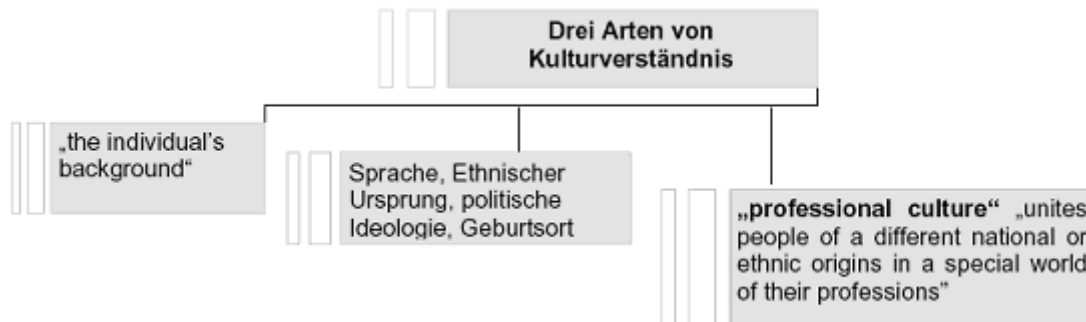 Drei Arten von
Kulturverständnis
„the individual's
background“
Sprache, Ethnischer
Ursprung, politische
Ideologie, Geburtsort
„professional culture“ „unites
people of a different national or
ethnic origins in a special world
of their professions”